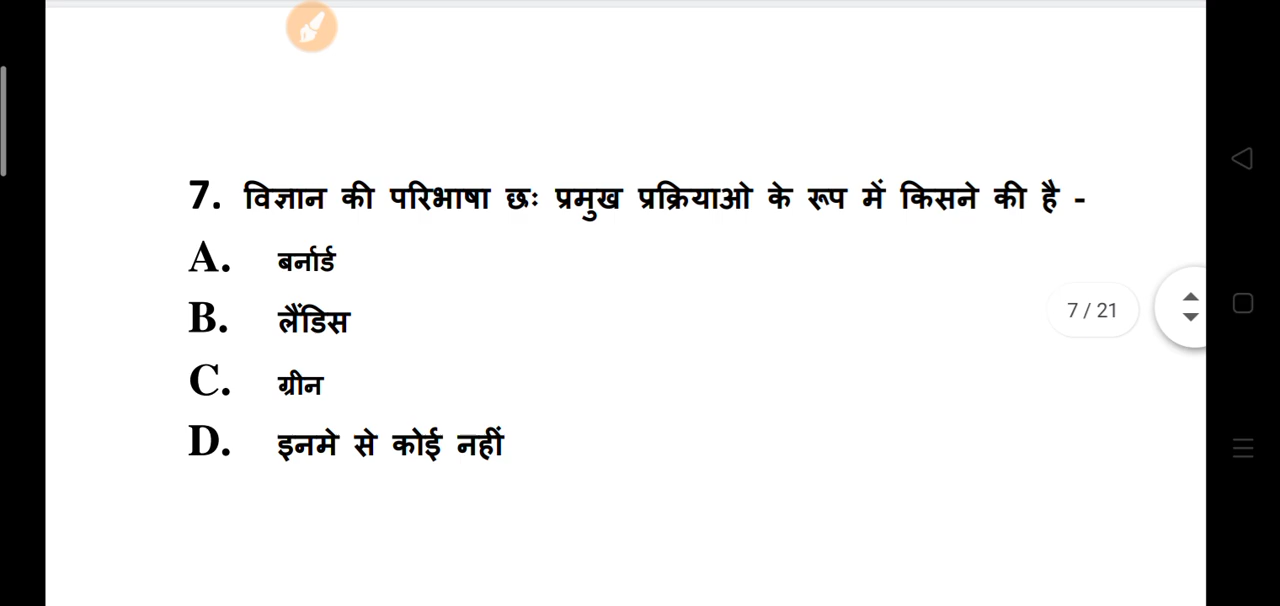 7. विज्ञान की परिभाषा छः प्रमुख प्रक्रियाओ के रूप में किसने की है -
A. बर्नार्ड
B. लैंडिस
7 / 21
C. ग्रीन
D. इनमे से कोई नहीं